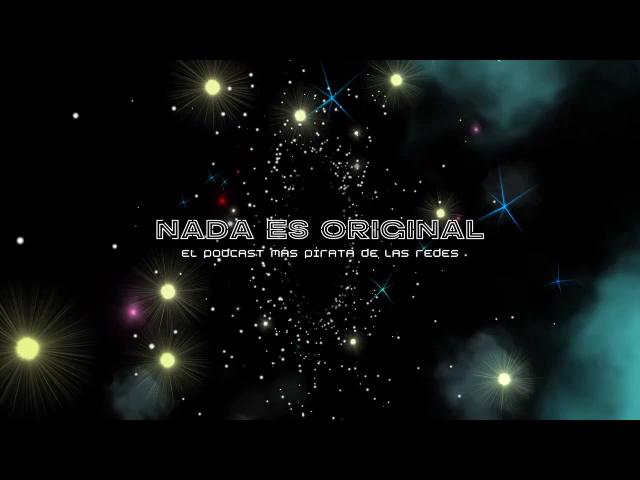 NADA ES ORIGINAL
EL PODCAST MÁS PIRATA DE LAS REDES